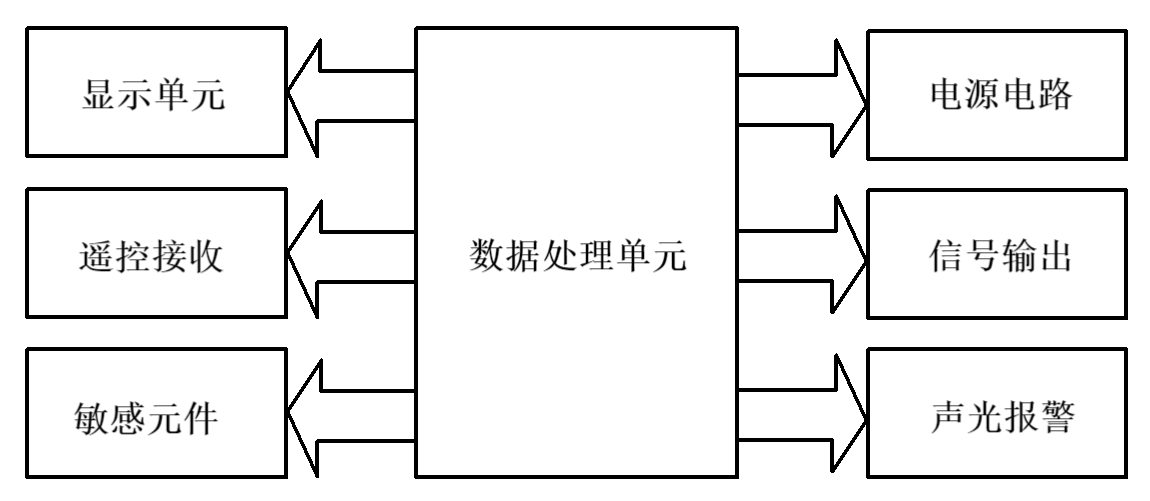 显示单元
遥控接收
敏感元件
数据处理单元
电源电路
信号输出
声光报警